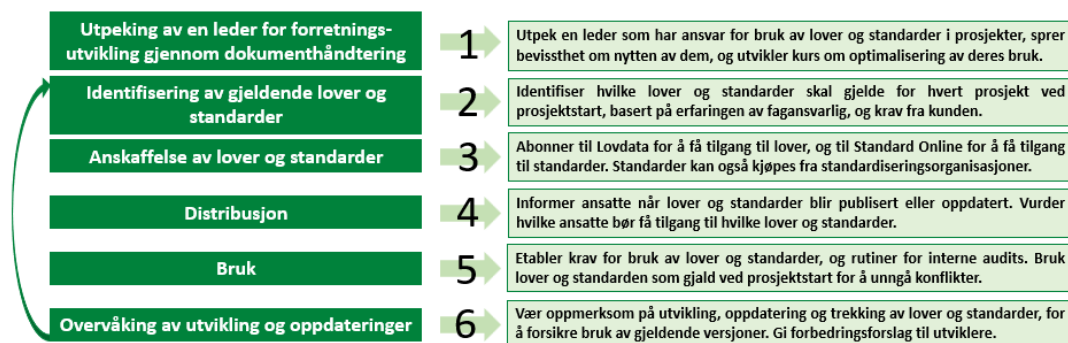 Utpeking av en leder for forretnings-
utvikling gjennom dokumenthåndtering
1
Utpek en leder som har ansvar for bruk av lover og standarder i prosjekter, sprer
bevissthet om nytten av dem, og utvikler kurs om optimalisering av deres bruk.
Identifisering av gjeldende lover og
standarder
2
Identifiser hvilke lover og standarder skal gjelde for hvert prosjekt ved
prosjektstart, basert på erfaringen av fagansvarlig, og krav fra kunden.
Anskaffelse av lover og standarder
3
Abonner til Lovdata for å få tilgang til lover, og til Standard Online for å få tilgang
til standarder. Standarder kan også kjøpes fra standardiseringsorganisasjoner.
Distribusjon
4
Informer ansatte når lover og standarder blir publisert eller oppdatert. Vurder
hvilke ansatte bør få tilgang til hvilke lover og standarder.
Bruk
5
Etabler krav for bruk av lover og standarder, og rutiner for interne audits. Bruk
lover og standarden som gjald ved prosjektstart for å unngå konflikter.
Overvåking av utvikling og oppdateringer
6
Vær oppmerksom på utvikling, oppdatering og trekking av lover og standarder, for
å forsikre bruk av gjeldende versjoner. Gi forbedringsforslag til utviklere.